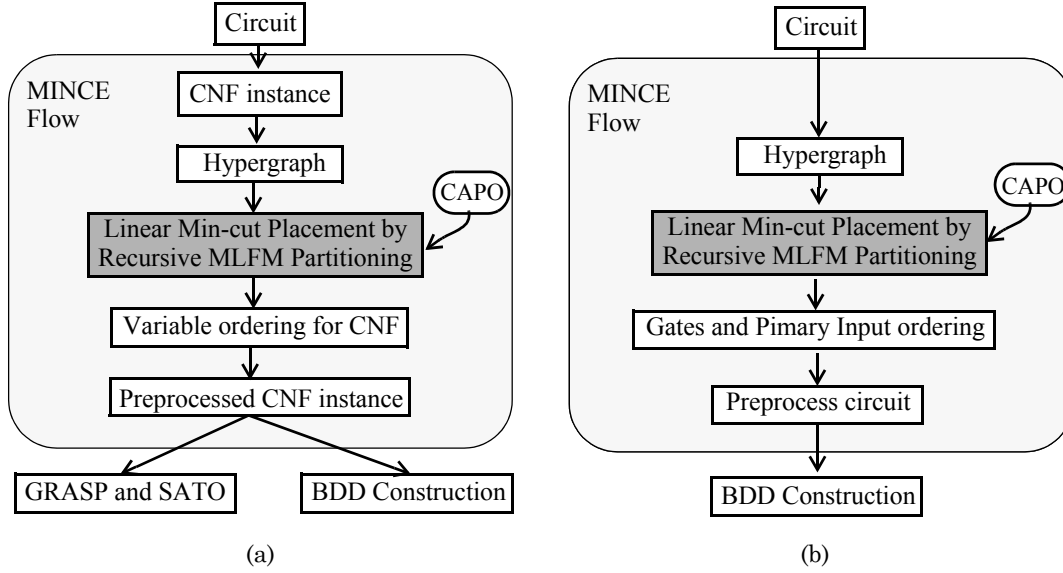 Circuit
MINCE
Flow
CNF instance
Hypergraph
CAPO
Linear Min-cut Placement by
Recursive MLFM Partitioning
Variable ordering for CNF
Preprocessed CNF instance
GRASP and SATO
BDD Construction
(a)
Circuit
MINCE
Flow
Hypergraph
CAPO
Linear Min-cut Placement by
Recursive MLFM Partitioning
Gates and Pimary Input ordering
Preprocess circuit
BDD Construction
(b)